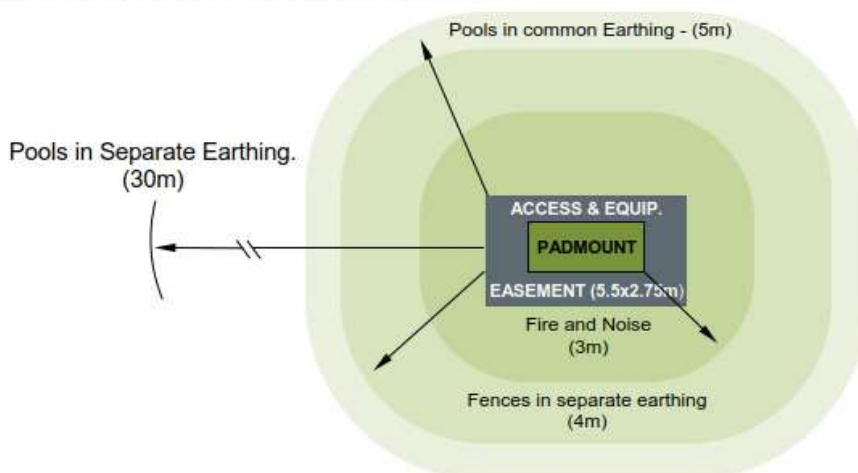 Pools in common Earthing - (5m)
Pools in Separate Earthing.
(30m)
ACCESS & EQUIP.
PADMOUNT
EASEMENT (5.5x2.75m)
Fire and Noise
(3m)
Fences in separate earthing
(4m)